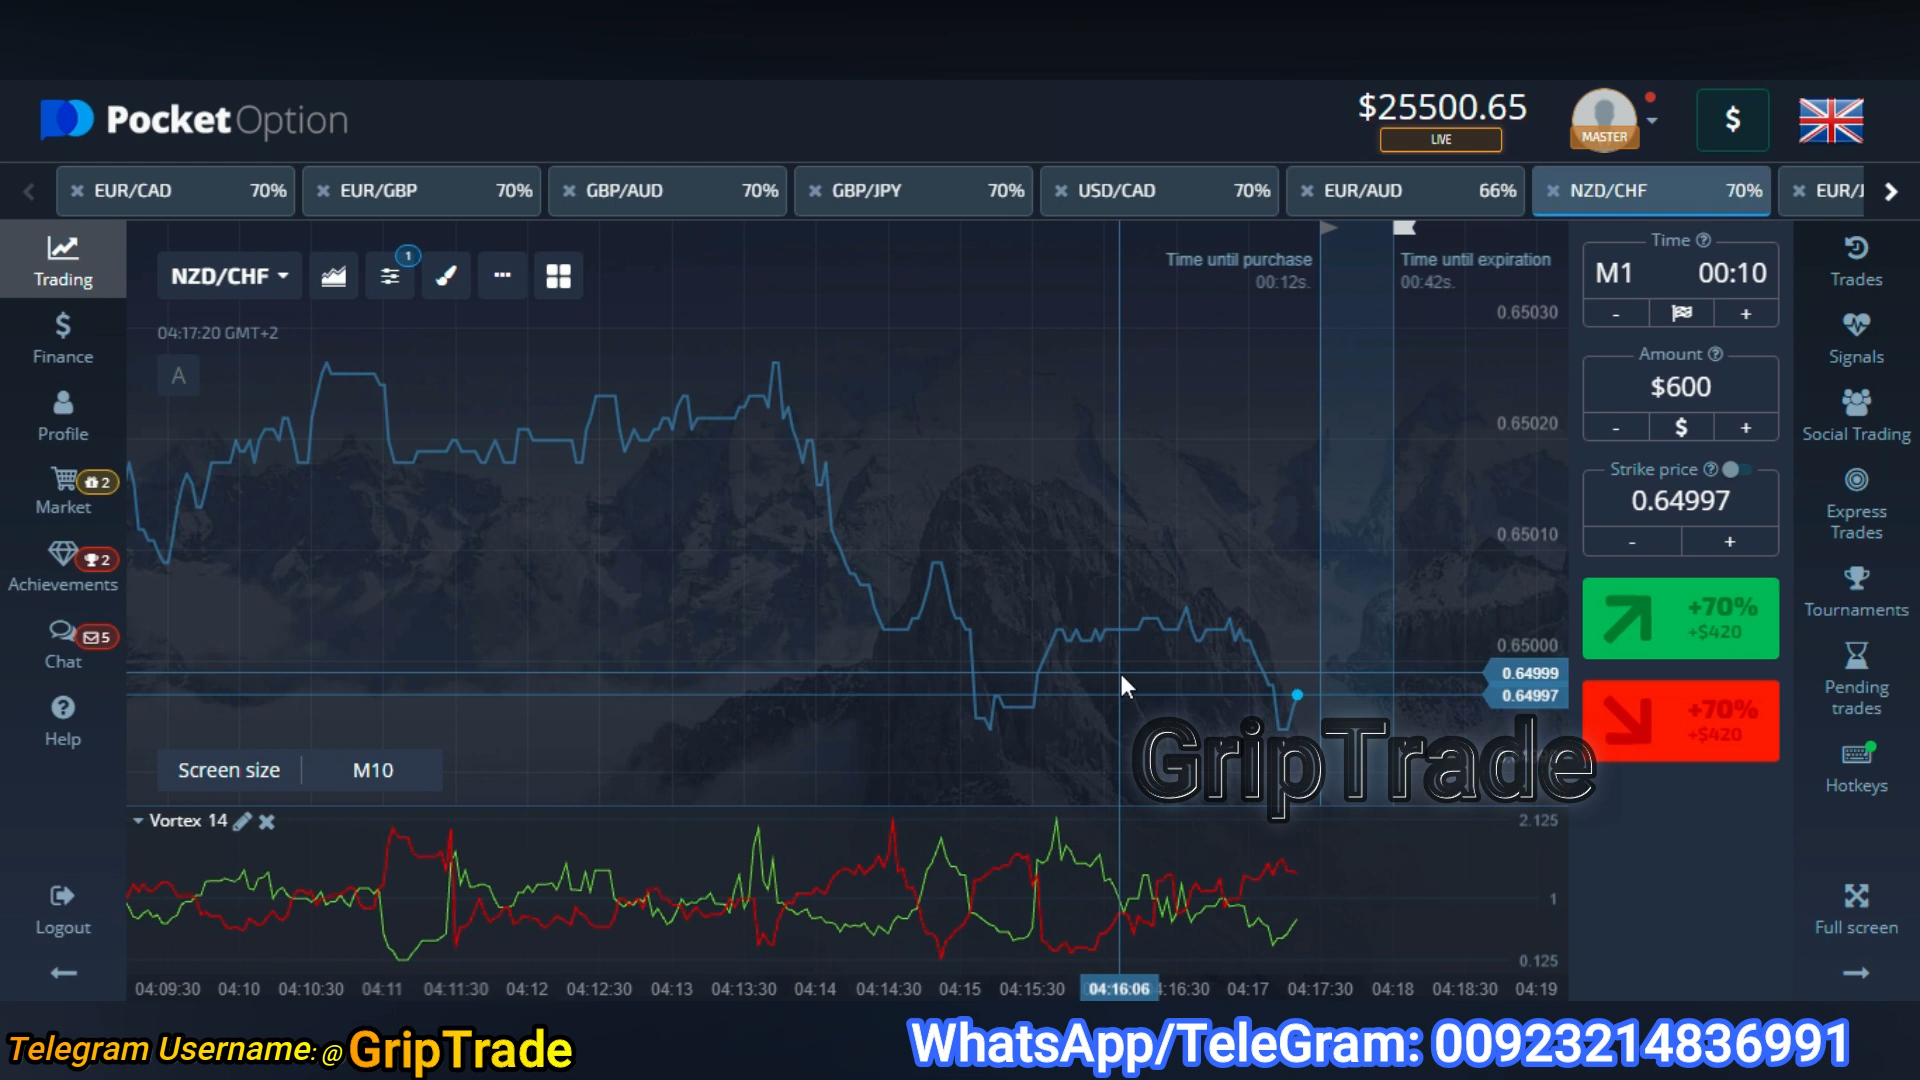 PocketOption
$25500.65
LIVE
MASTER
$
EUR/CAD 70%
EUR/GBP 70%
GBP/AUD 70%
GBP/JPY 70%
USD/CAD 70%
EUR/AUD 66%
NZD/CHF 70%
EUR/J
Trading
Finance
Profile
Market
2
Achievements
2
Chat
5
Help
Logout
NZD/CHF
1
04:17:20 GMT+2
A
Time until purchase
00:12s.
Time until expiration
00:42s.
0.65030
0.65020
0.65010
0.65000
0.64999
0.64997
Screen size M10
GripTrade
Vortex 14
2.125
1
0.125
04:09:30 04:10 04:10:30 04:11 04:11:30 04:12 04:12:30 04:13 04:13:30 04:14 04:14:30 04:15 04:15:30 04:16:06 :16:30 04:17 04:17:30 04:18 04:18:30 04:19
Time
M1 00:10
- +
Amount
$600
- $ +
Strike price
0.64997
- +
+70%
+$420
+70%
+$420
Trades
Signals
Social Trading
Express
Trades
Tournaments
Pending
trades
Hotkeys
Full screen
Telegram Username: @ GripTrade
WhatsApp/TeleGram: 00923214836991